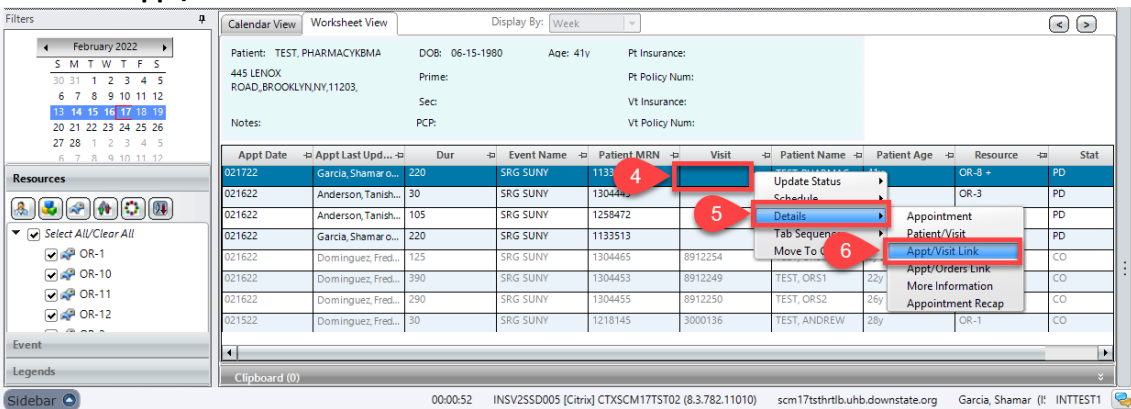 Filters
February 2022
S M T W T F S
30 31 1 2 3 4 5
6 7 8 9 10 11 12
13 14 15 16 17 18 19
20 21 22 23 24 25 26
27 28 1 2 3 4 5
6 7 8 9 10 11 12
Resources
Select All/Clear All
OR-1
OR-10
OR-11
OR-12
Event
Legends
Sidebar
Calendar View Worksheet View Display By: Week
Patient: TEST, PHARMACYKBMA DOB: 06-15-1980 Age: 41y Pt Insurance:
445 LENOX Prime: Pt Policy Num:
ROAD,,BROOKLYN,NY,11203,
Sec: Vt Insurance:
Notes: PCP: Vt Policy Num:
Appt Date Appt Last Upd... Dur Event Name Patient MRN Visit Patient Name Patient Age Resource Stat
021722 Garcia, Shamar o... 220 SRG SUNY 1133 OR-8 + PD
021622 Anderson, Tanish... 30 SRG SUNY 130444 OR-3 PD
021622 Anderson, Tanish... 105 SRG SUNY 1258472 PD
021622 Garcia, Shamar o... 220 SRG SUNY 1133513 PD
021622 Dominguez, Fred... 125 SRG SUNY 1304465 8912254 CO
021622 Dominguez, Fred... 390 SRG SUNY 1304453 8912249 TEST, ORS1 22y CO
021622 Dominguez, Fred... 290 SRG SUNY 1304455 8912250 TEST, ORS2 26y CO
021522 Dominguez, Fred... 30 SRG SUNY 1218145 3000136 TEST, ANDREW 28y OR-1 CO
4
5
6
Update Status
Schedule
Details
Tab Sequence
Move To
Appointment
Patient/Visit
Appt/Visit Link
Appt/Orders Link
More Information
Appointment Recap
Clipboard (0)
00:00:52 INSV2SSD005 [Citrix] CTXSCM17TST02 (8.3.782.11010) scm17tsthrtlb.uhb.downstate.org Garcia, Shamar (I: INTTEST1